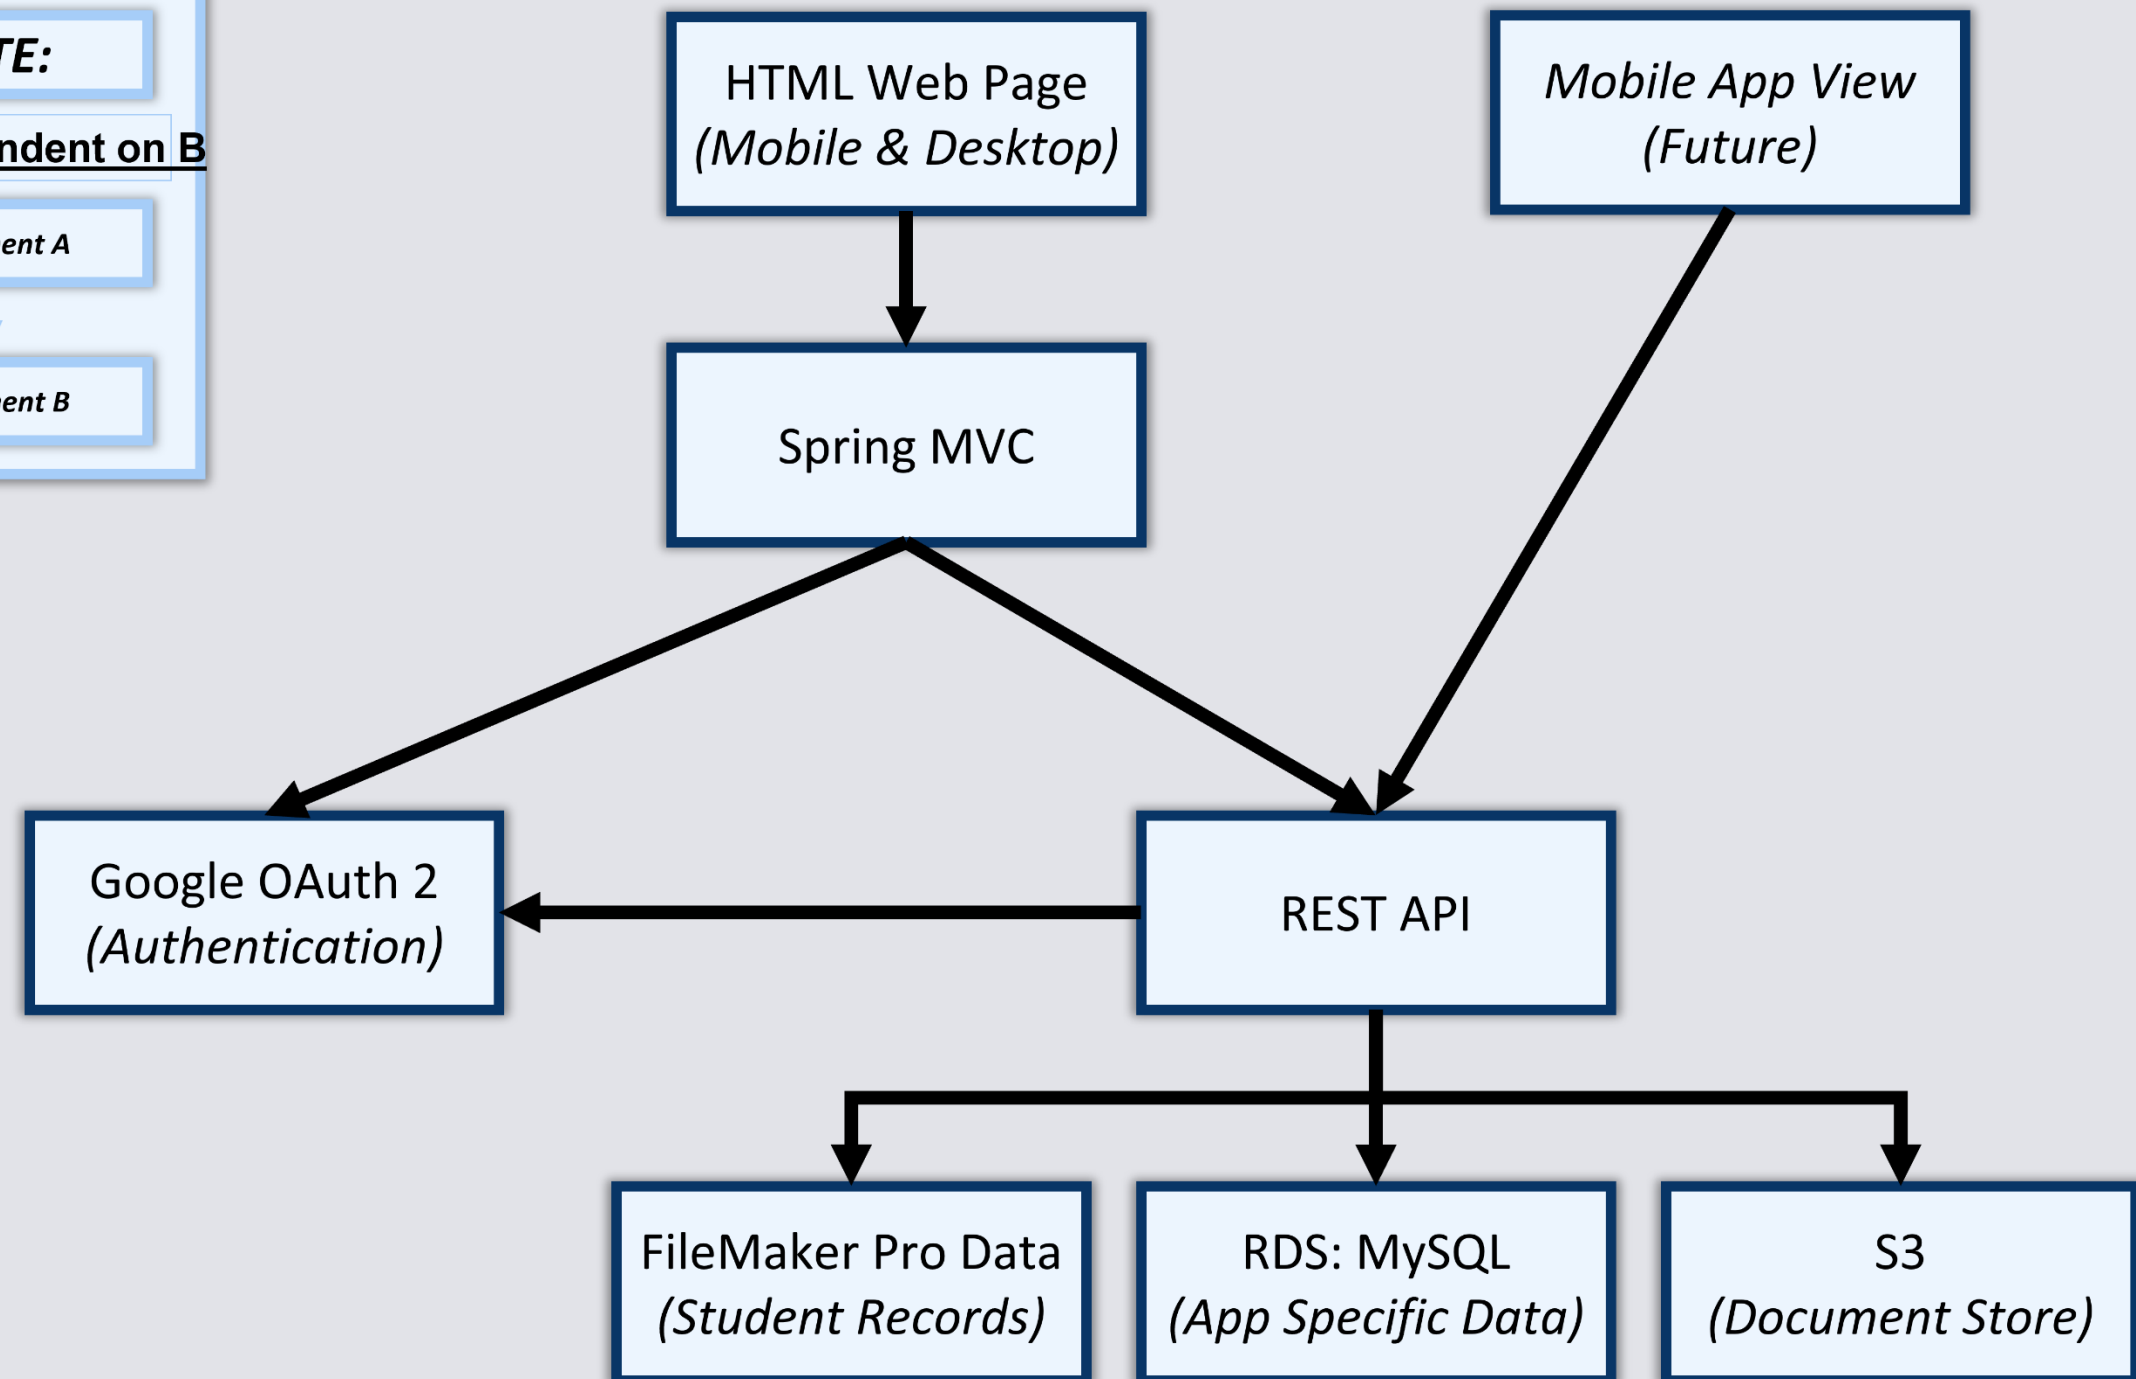 TE:
ndent on B
ent A
ent B
HTML Web Page
(Mobile & Desktop)
Mobile App View
(Future)
Spring MVC
Google OAuth 2
(Authentication)
REST API
FileMaker Pro Data
(Student Records)
RDS: MySQL
(App Specific Data)
S3
(Document Store)